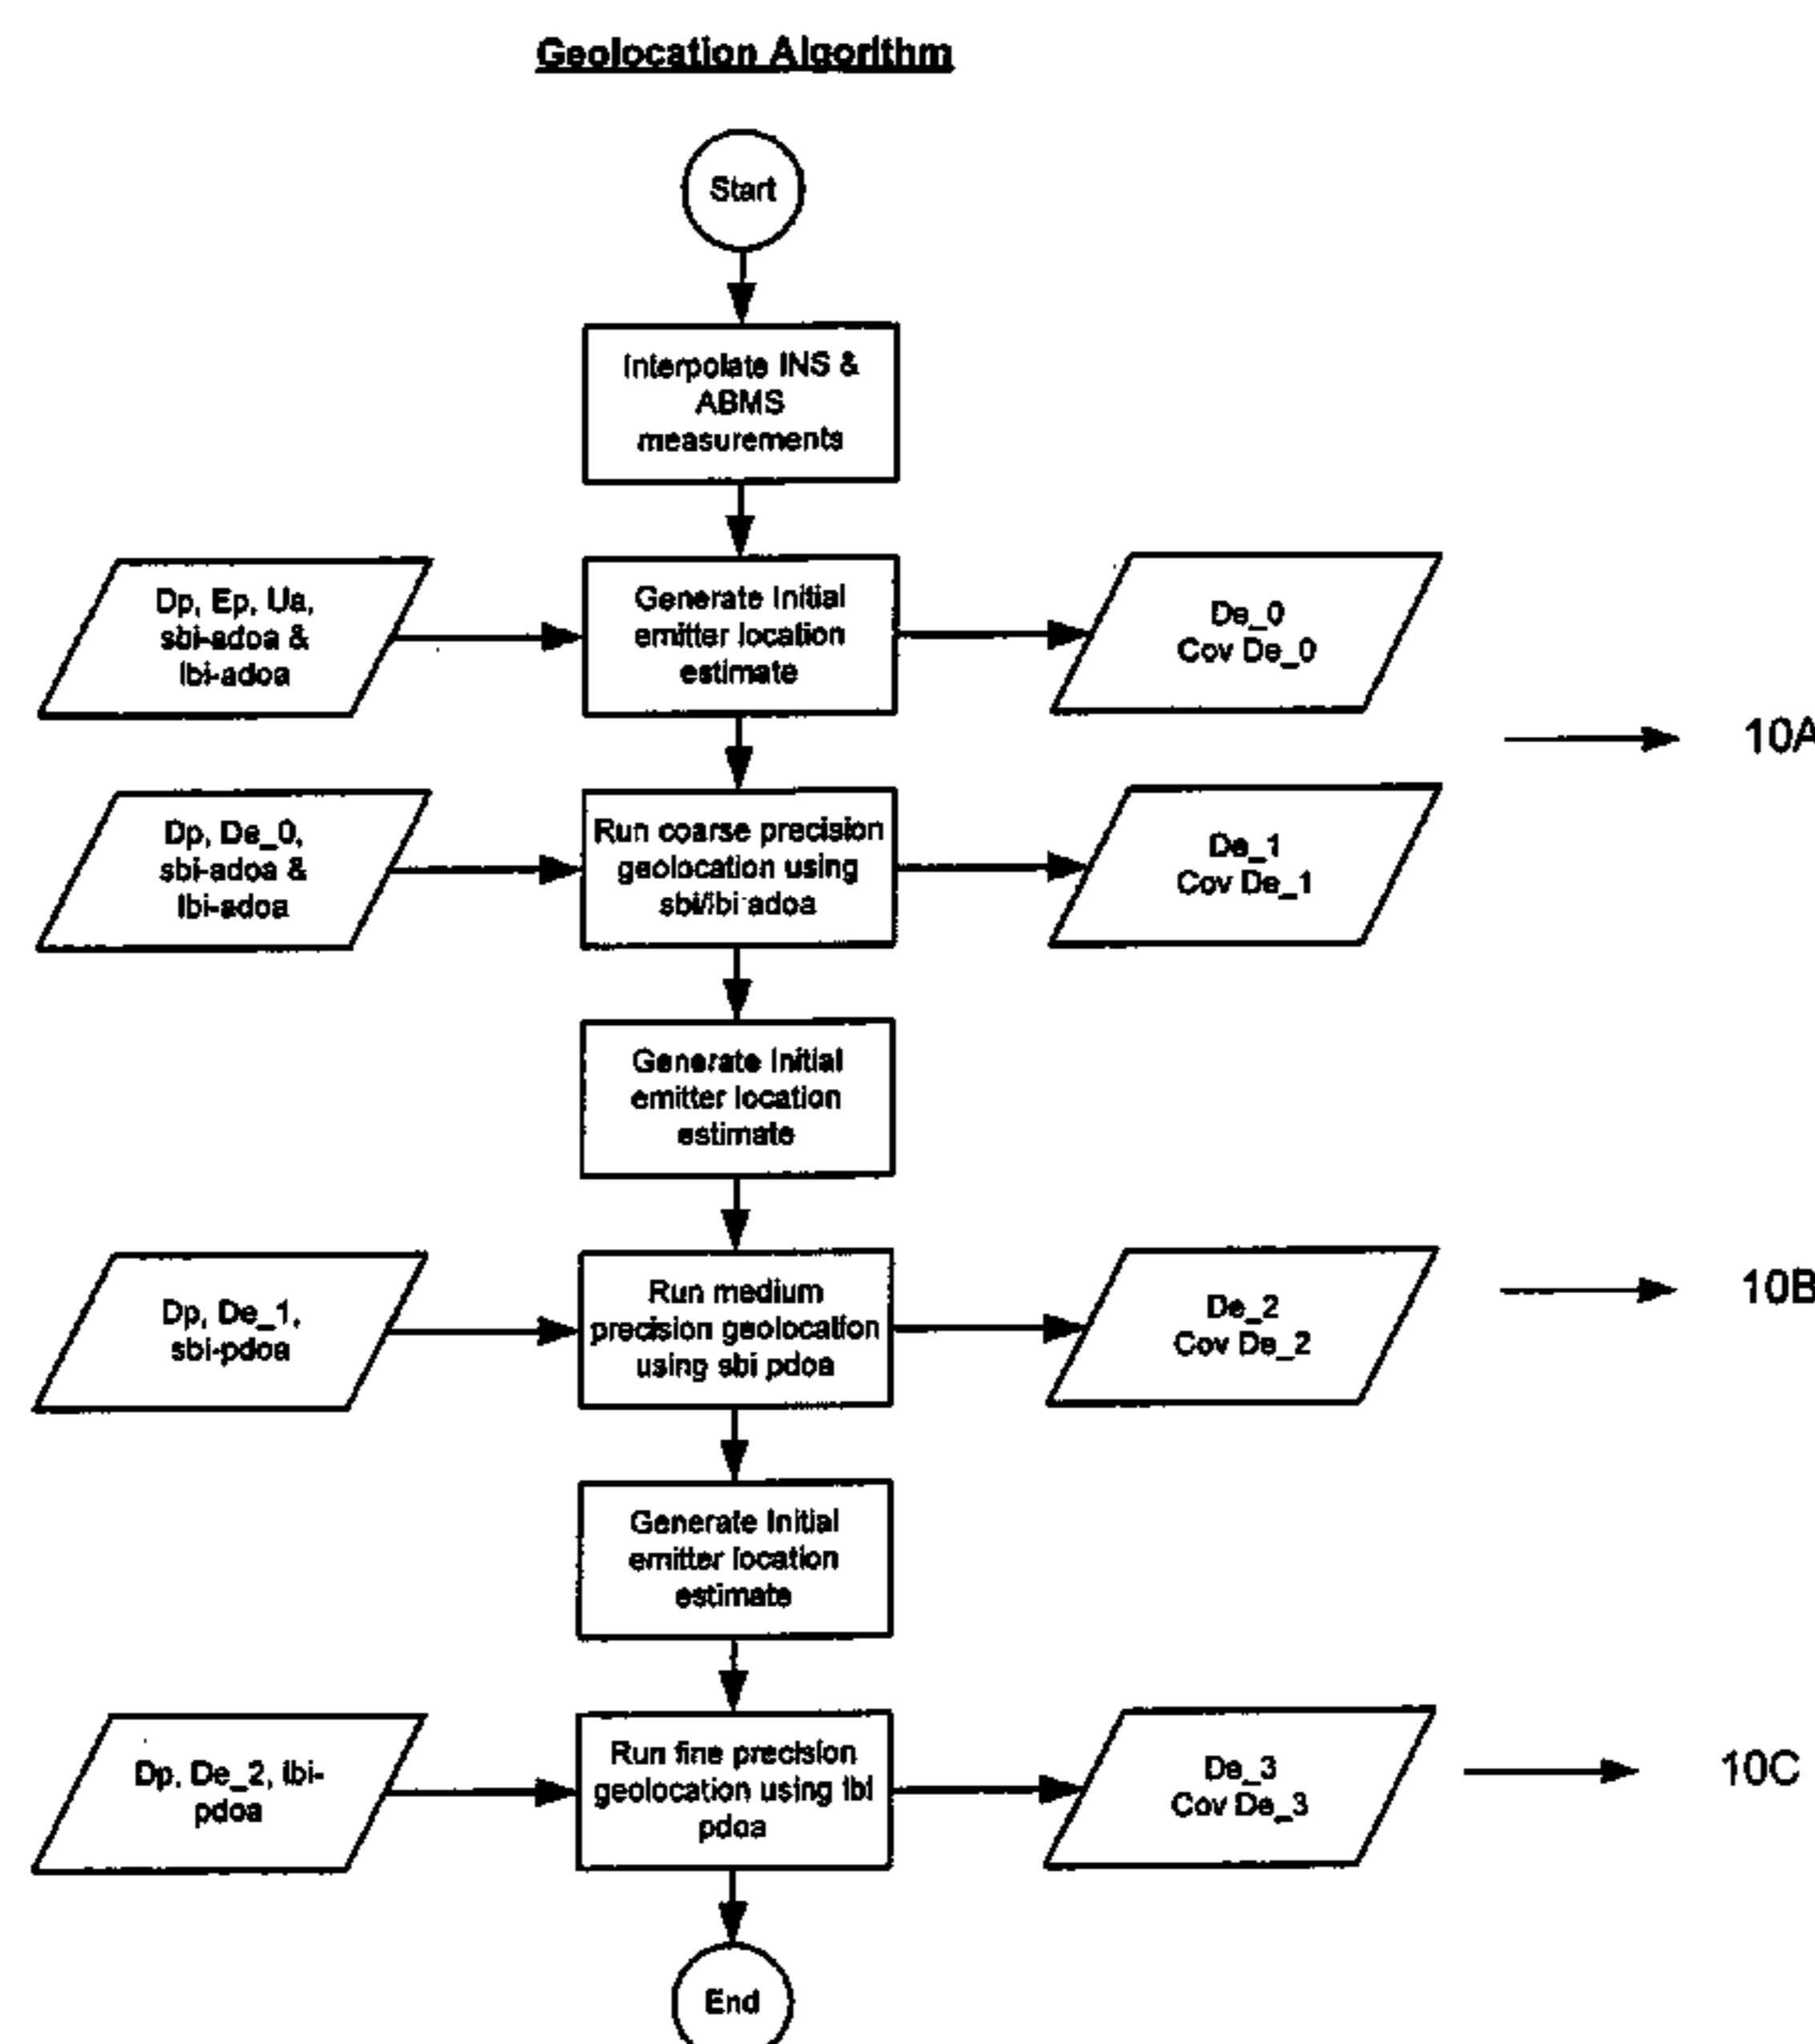 Geolocation Algorithm
Start
Interpolate INS &
ABMS
measurements
Dp, Ep, Ua,
sbi-adoa &
lbi-adoa
Generate Initial
emitter location
estimate
De_0
Cov De_0
10A
Dp, De_0,
sbi-adoa &
lbi-adoa
Run coarse precision
geolocation using
sbi/lbi adoa
De_1
Cov De_1
Generate Initial
emitter location
estimate
Dp, De_1,
sbi-pdoa
Run medium
precision geolocation
using sbi pdoa
De_2
Cov De_2
10B
Generate Initial
emitter location
estimate
Dp, De_2, lbi-
pdoa
Run fine precision
geolocation using lbi
pdoa
De_3
Cov De_3
10C
End